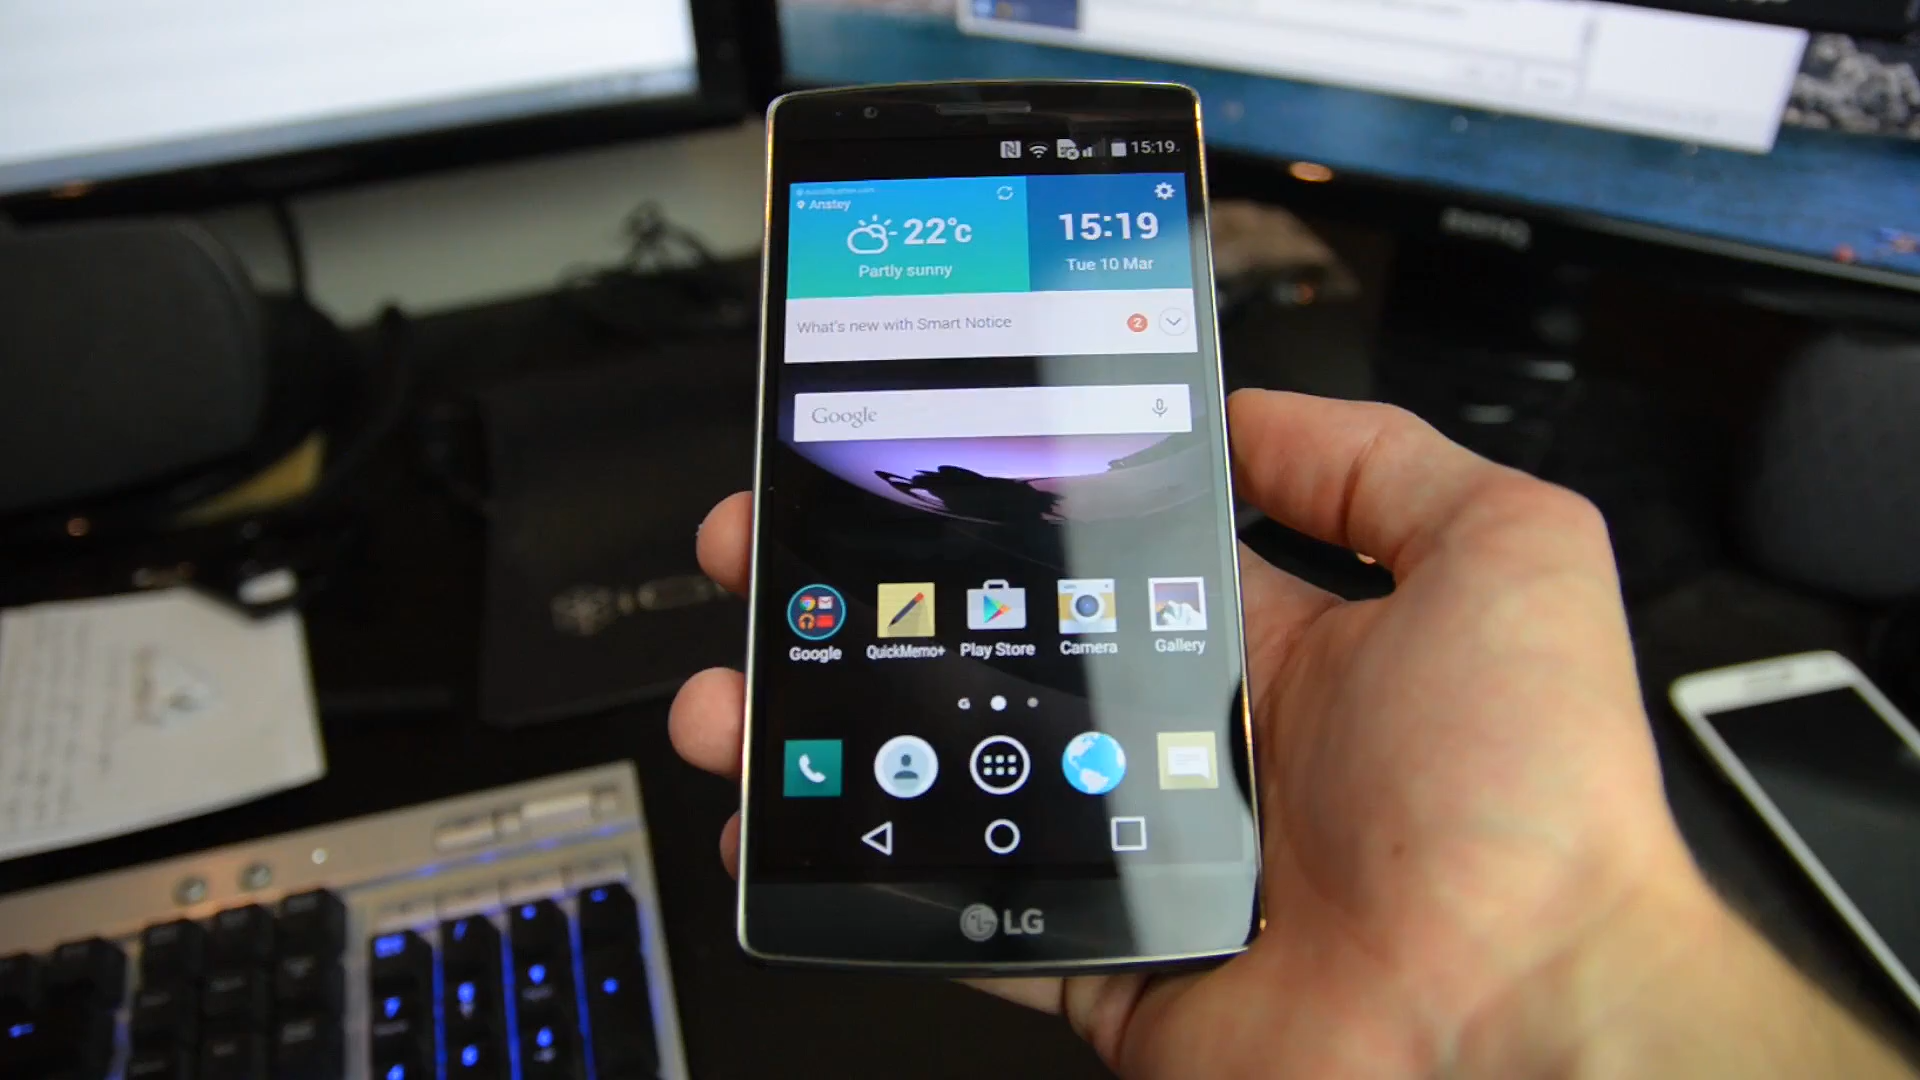 15:19
Anstey
22°c
Partly sunny
15:19
Tue 10 Mar
What's new with Smart Notice
2
Google
Google
QuickMemo+
Play Store
Camera
Gallery
LG
BenQ